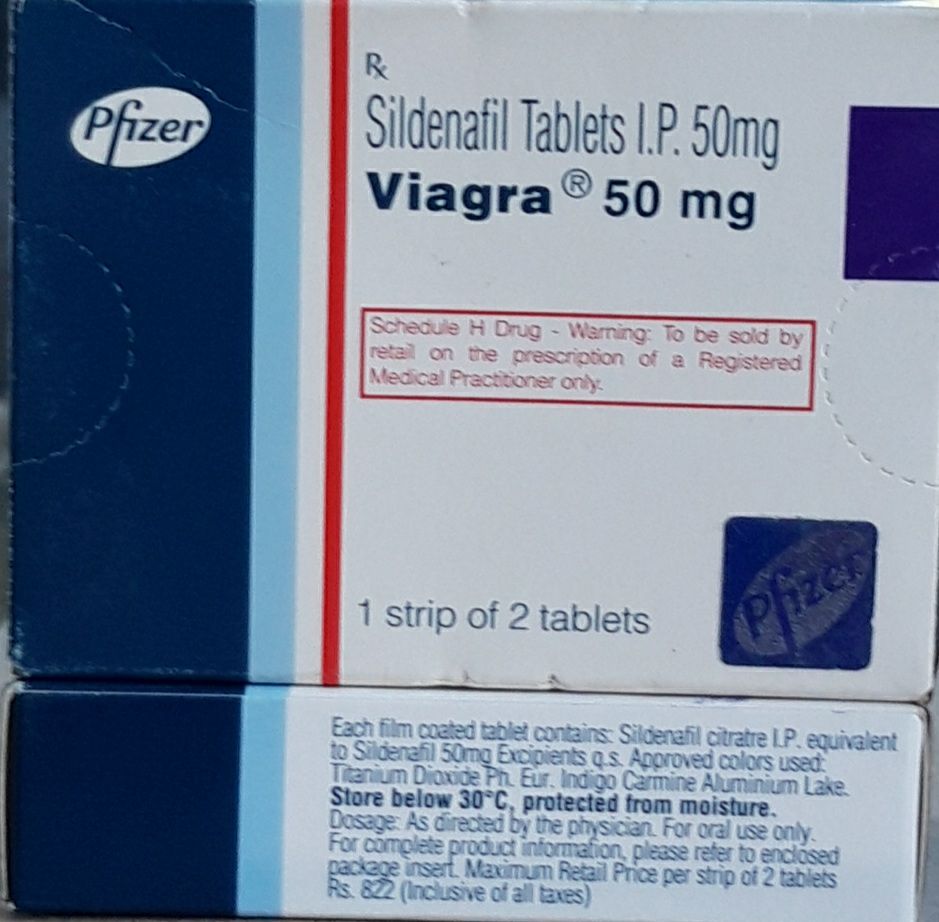 Pfizer
Rx
Sildenafil Tablets I.P. 50mg
Viagra® 50 mg
Schedule H Drug - Warning: To be sold by
retail on the prescription of a Registered
Medical Practitioner only.
1 strip of 2 tablets
Pfizer
Each film coated tablet contains: Sildenafil citratre I.P. equivalent
to Sildenafil 50mg Excipients q.s. Approved colors used:
Titanium Dioxide Ph. Eur. Indigo Carmine Aluminium Lake.
Store below 30°C, protected from moisture.
Dosage: As directed by the physician. For oral use only.
For complete product information, please refer to enclosed
package insert. Maximum Retail Price per strip of 2 tablets
Rs. 822 (Inclusive of all taxes)